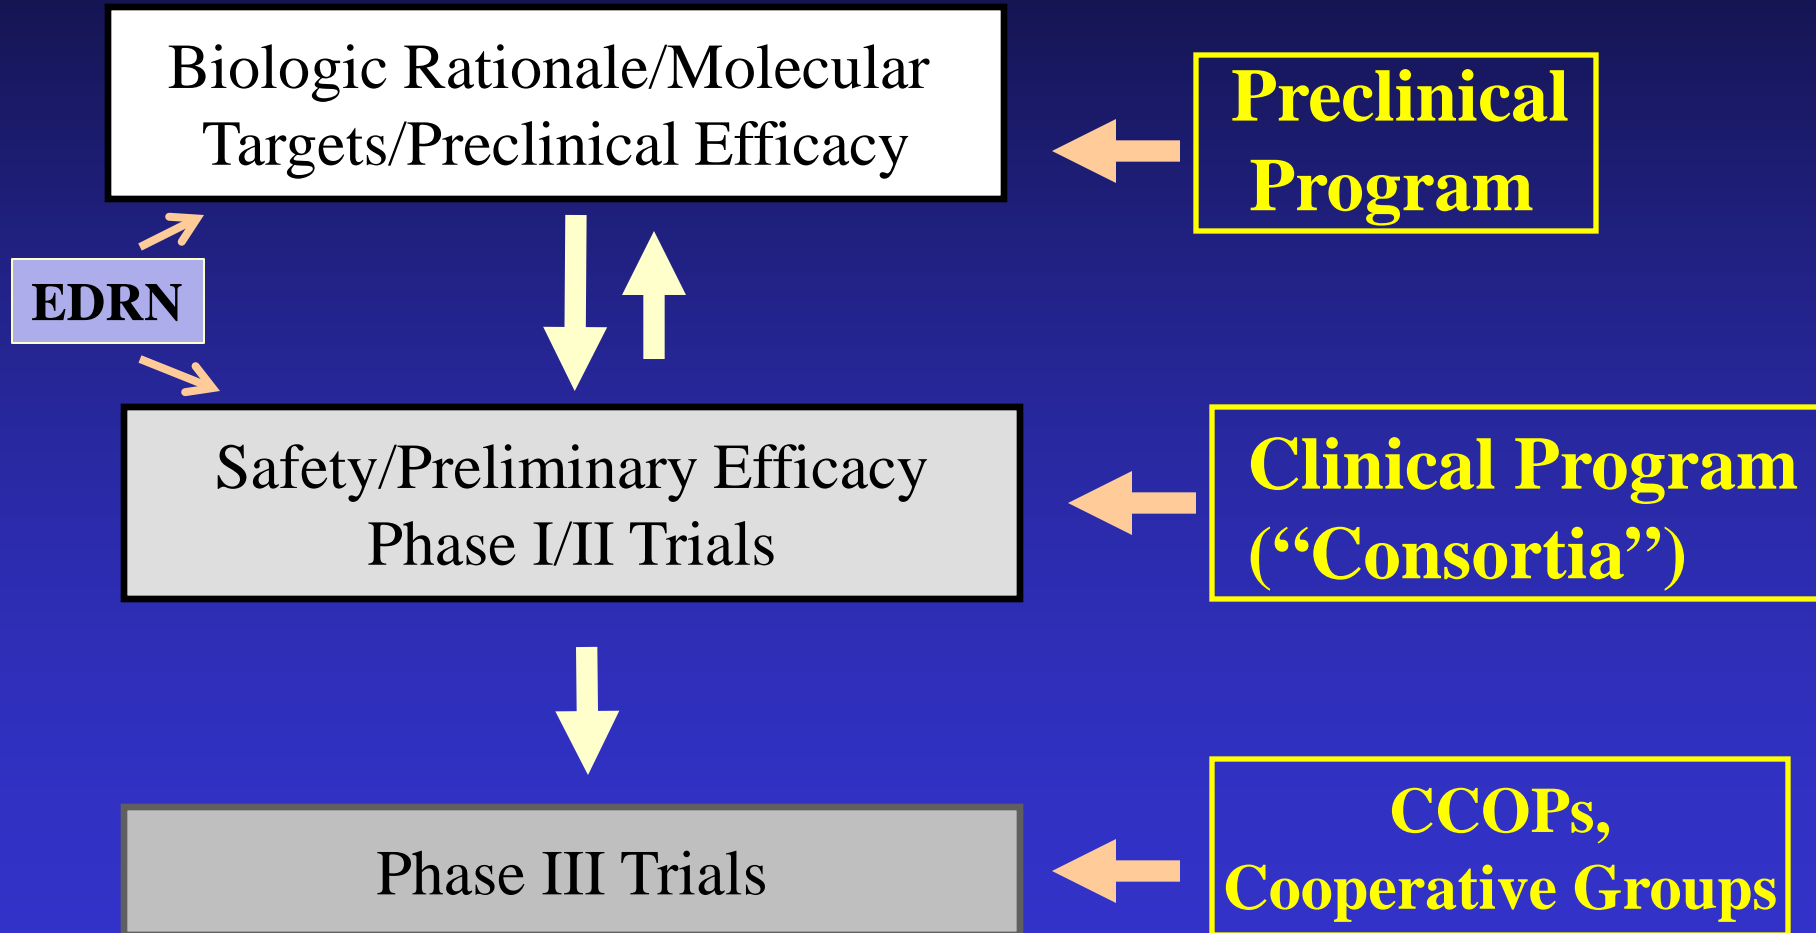 Biologic Rationale/Molecular
Targets/Preclinical Efficacy
Preclinical
Program
EDRN
Safety/Preliminary Efficacy
Phase I/II Trials
Clinical Program
(“Consortia”)
Phase III Trials
CCOPs,
Cooperative Groups